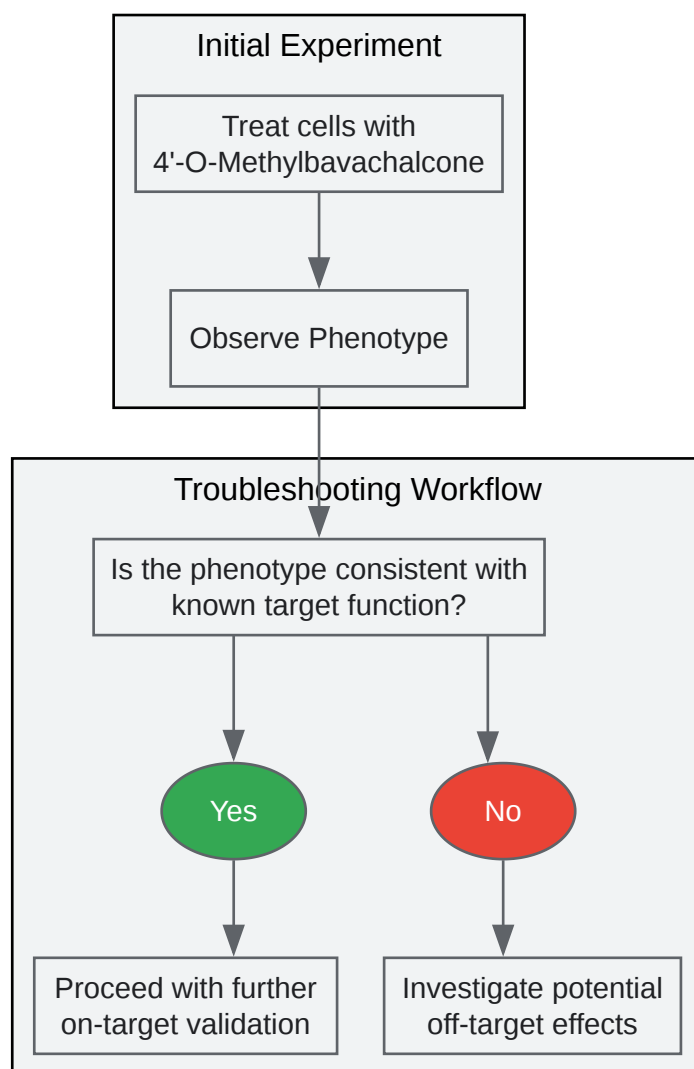 Initial Experiment
Treat cells with
4'-O-Methylbavachalcone
Observe Phenotype
Troubleshooting Workflow
Is the phenotype consistent with
known target function?
Yes
No
Proceed with further
on-target validation
Investigate potential
off-target effects